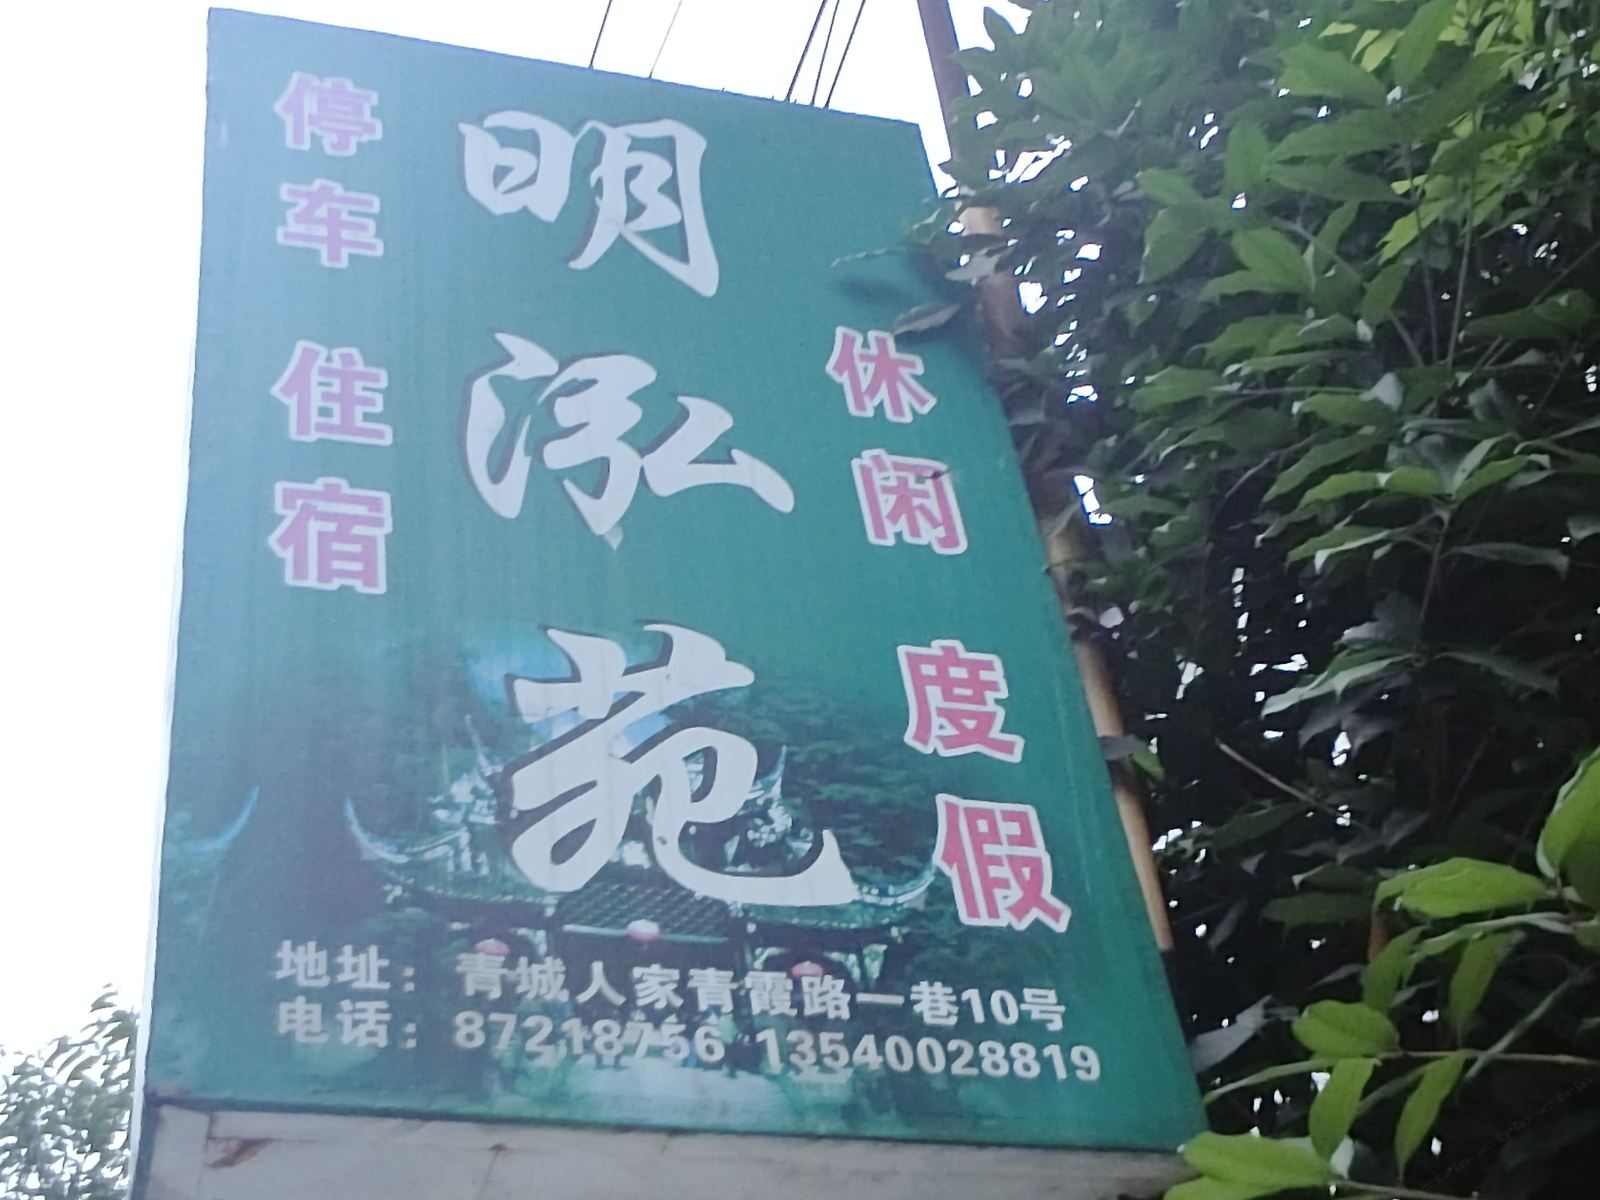 停车 住宿
明泓苑
休闲 度假
地址：青城人家青霞路一巷10号
电话：87218756 13540028819